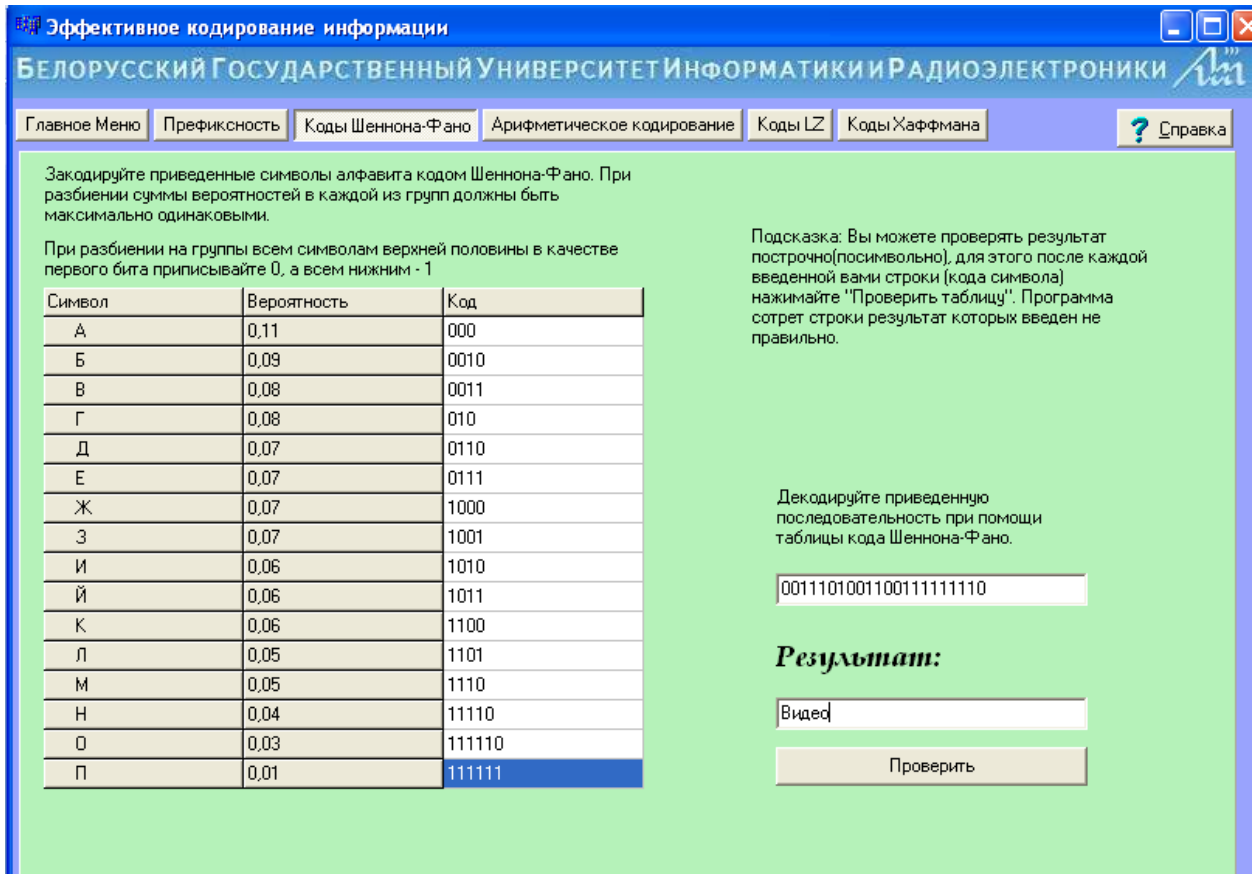 Эффективное кодирование информации
БЕЛОРУССКИЙ ГОСУДАРСТВЕННЫЙ УНИВЕРСИТЕТ ИНФОРМАТИКИ И РАДИОЭЛЕКТРОНИКИ
Главное Меню Префиксность Коды Шеннона-Фано Арифметическое кодирование Коды LZ Коды Хаффмана ? Справка
Закодируйте приведенные символы алфавита кодом Шеннона-Фано. При
разбиении суммы вероятностей в каждой из групп должны быть
максимально одинаковыми.
При разбиении на группы всем символам верхней половины в качестве
первого бита приписывайте 0, а всем нижним - 1
Символ Вероятность Код
А 0,11 000
Б 0,09 0010
В 0,08 0011
Г 0,08 010
Д 0,07 0110
Е 0,07 0111
Ж 0,07 1000
З 0,07 1001
И 0,06 1010
Й 0,06 1011
К 0,06 1100
Л 0,05 1101
М 0,05 1110
Н 0,04 11110
О 0,03 111110
П 0,01 111111
Подсказка: Вы можете проверять результат
построчно(посимвольно), для этого после каждой
введенной вами строки (кода символа)
нажимайте "Проверить таблицу". Программа
сотрет строки результат которых введен не
правильно.
Декодируйте приведенную
последовательность при помощи
таблицы кода Шеннона-Фано.
001110100110011111­1110
Результат:
Видео
Проверить